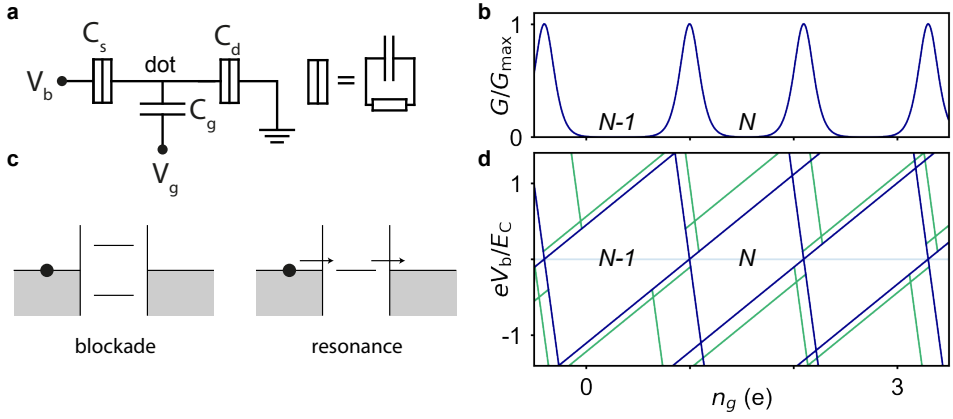 a
C_s
C_d
V_b
dot
=
C_g
V_g
b
G/G_max
1
0
N-1
N
c
blockade
resonance
d
eV_b/E_C
1
-1
N-1
N
0
3
n_g (e)